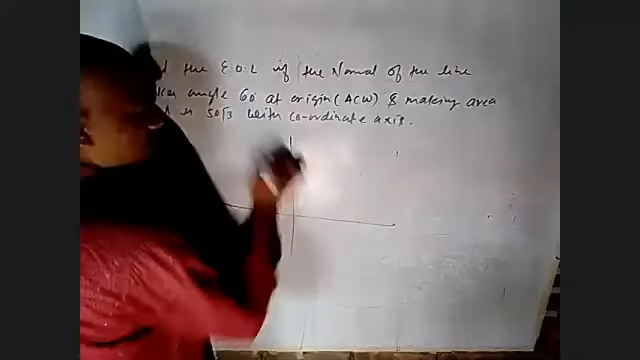 the E.O.L if the Normal of the line
angle 60 at origin (ACW) & making area
50√3 with co-ordinate axis.